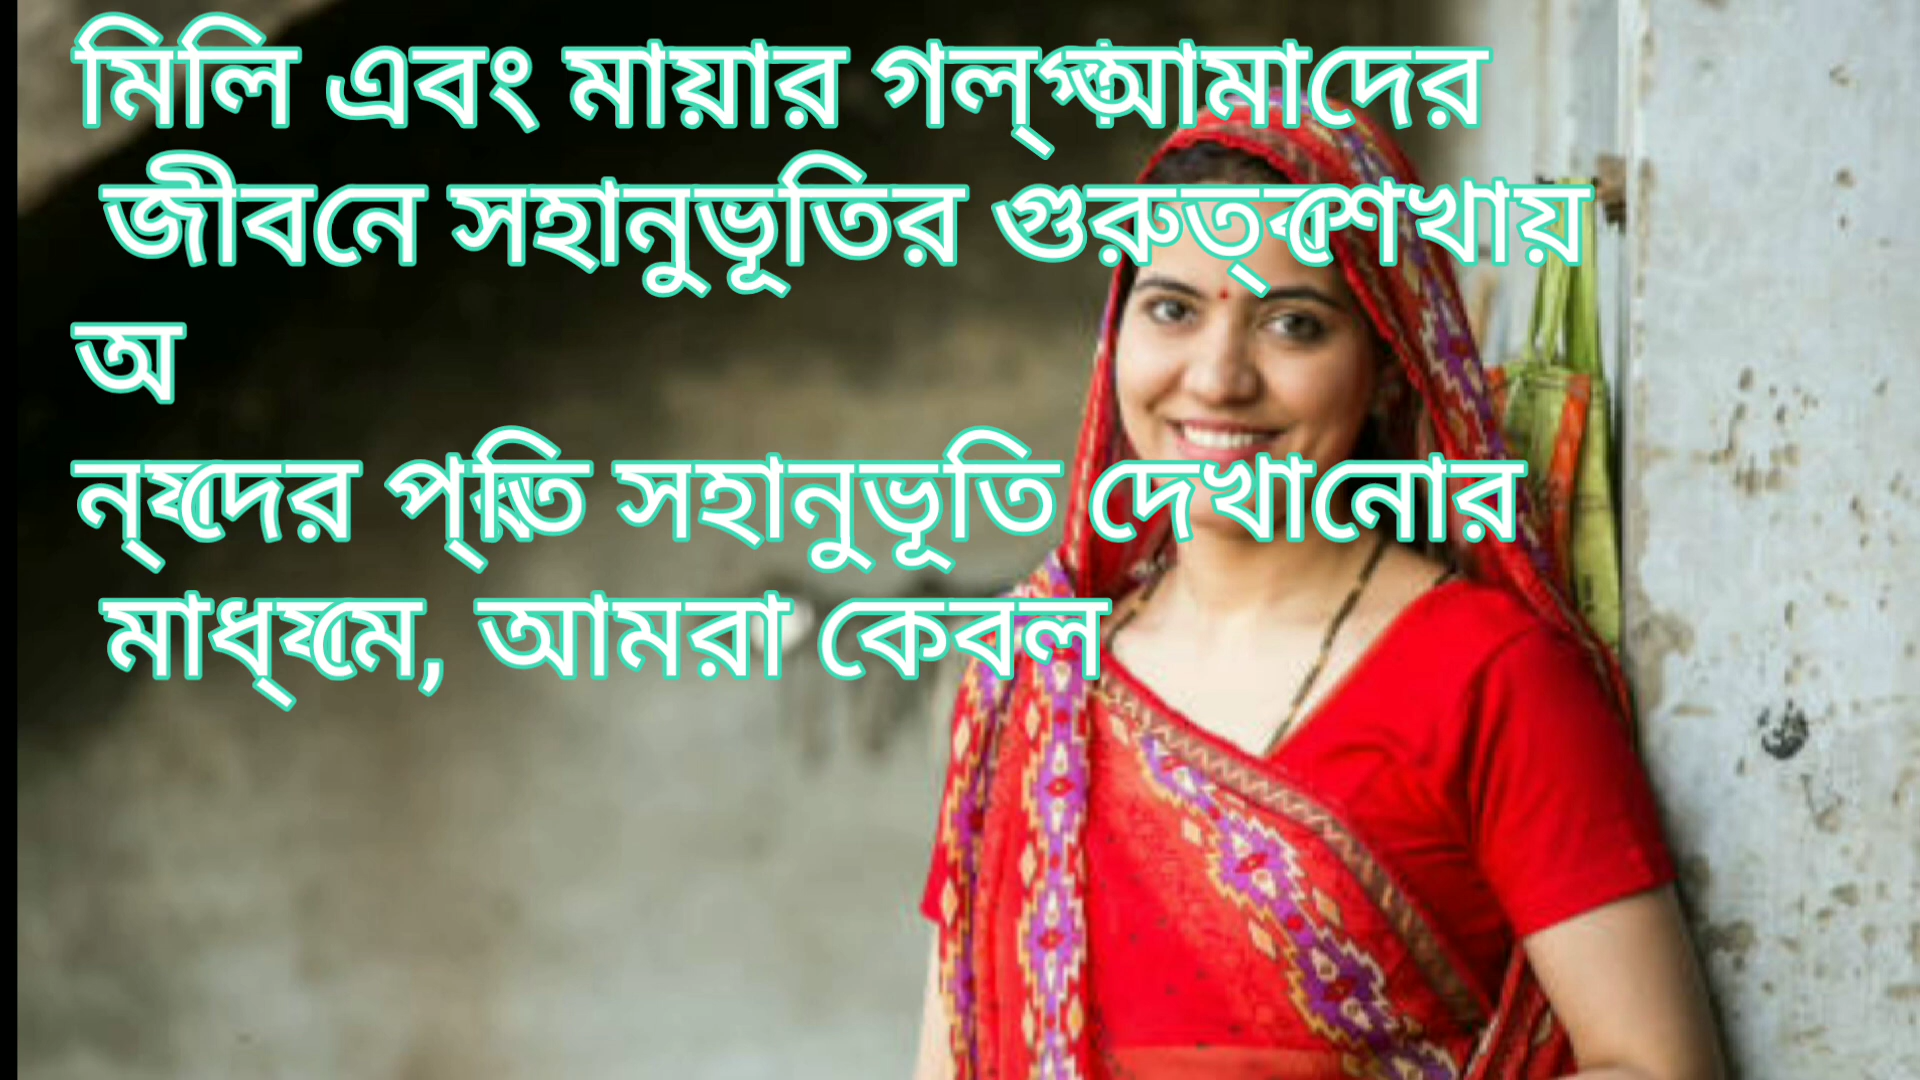 মিলি এবং মায়ার গল্প আমাদের
জীবনে সহানুভূতির গুরুত্ব শেখায়
অ
ন্যদের প্রতি সহানুভূতি দেখানোর
মাধ্যমে, আমরা কেবল